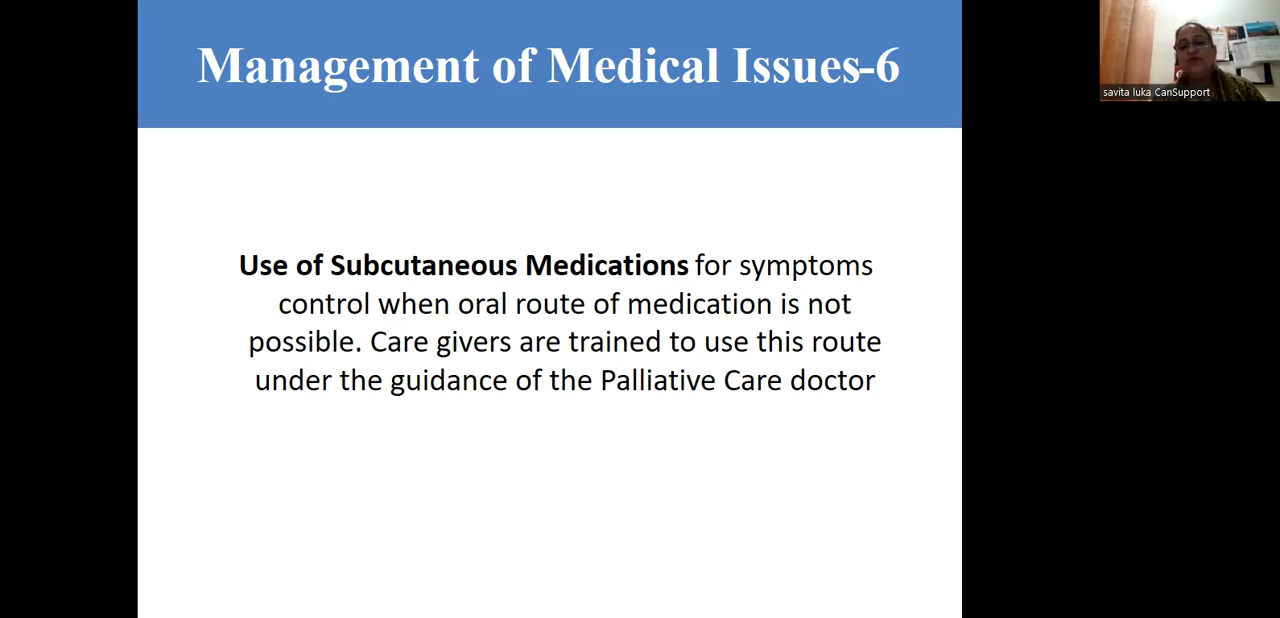 Management of Medical Issues-6
savita luka CanSupport
Use of Subcutaneous Medications for symptoms
control when oral route of medication is not
possible. Care givers are trained to use this route
under the guidance of the Palliative Care doctor